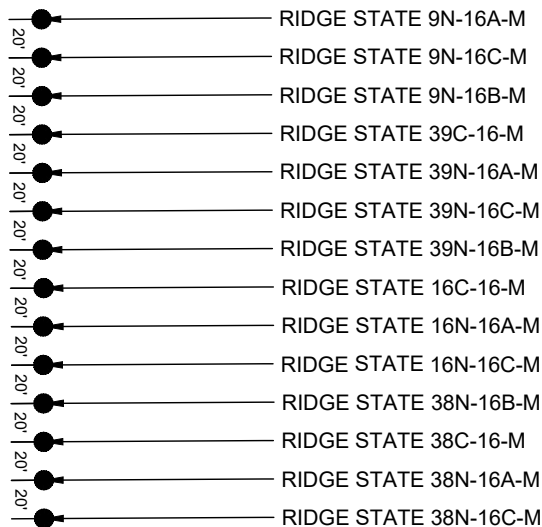 RIDGE STATE 9N-16A-M
20'
RIDGE STATE 9N-16C-M
20'
RIDGE STATE 9N-16B-M
20'
RIDGE STATE 39C-16-M
20'
RIDGE STATE 39N-16A-M
20'
RIDGE STATE 39N-16C-M
20'
RIDGE STATE 39N-16B-M
20'
RIDGE STATE 16C-16-M
20'
RIDGE STATE 16N-16A-M
20'
RIDGE STATE 16N-16C-M
20'
RIDGE STATE 38N-16B-M
20'
RIDGE STATE 38C-16-M
20'
RIDGE STATE 38N-16A-M
20'
RIDGE STATE 38N-16C-M